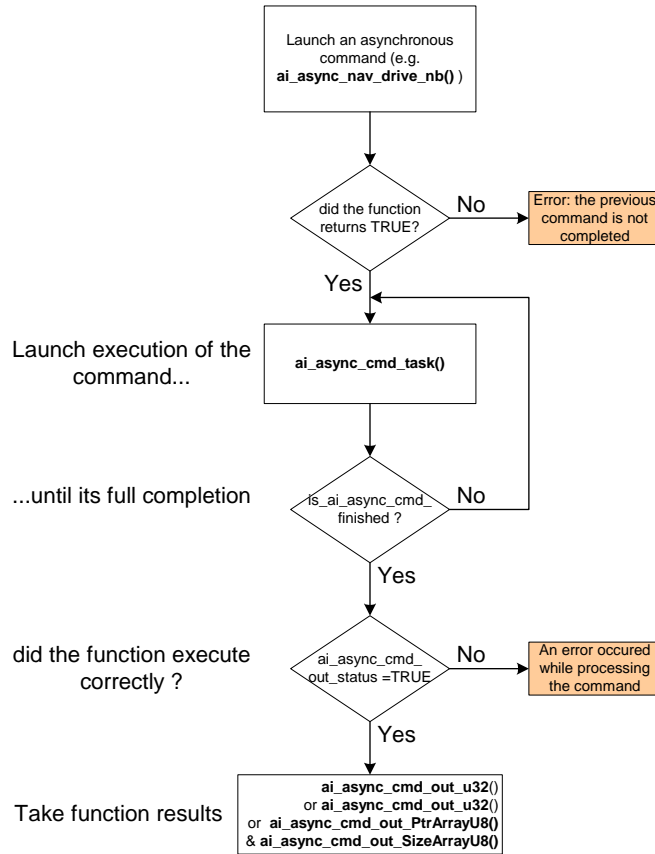 Launch an asynchronous
command (e.g.
ai_async_nav_drive_nb() )
did the function
returns TRUE?
No
Error: the previous
command is not
completed
Yes
Launch execution of the
command...
ai_async_cmd_task()
...until its full completion
is_ai_async_cmd_
finished ?
No
Yes
did the function execute
correctly ?
ai_async_cmd_
out_status =TRUE
No
An error occured
while processing
the command
Yes
Take function results
ai_async_cmd_out_u32()
or ai_async_cmd_out_u32()
or ai_async_cmd_out_PtrArrayU8()
& ai_async_cmd_out_SizeArrayU8()